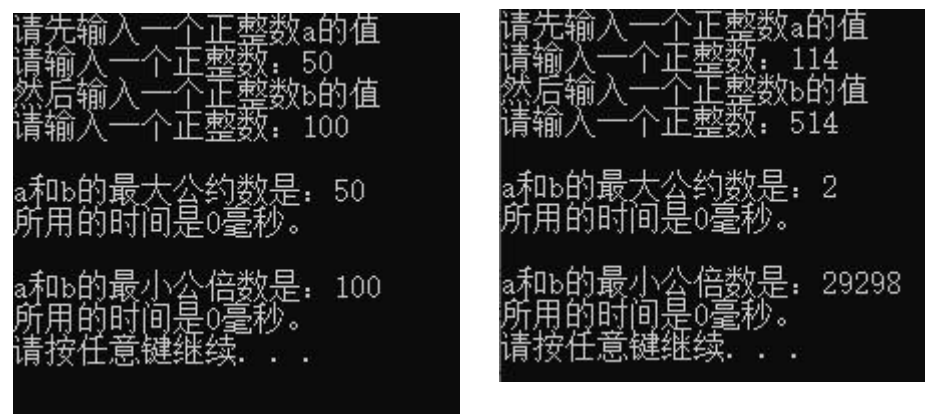 请先输入一个正整数a的值
请输入一个正整数：50
然后输入一个正整数b的值
请输入一个正整数：100
a和b的最大公约数是：50
所用的时间是0毫秒。
a和b的最小公倍数是：100
所用的时间是0毫秒。
请按任意键继续. . .
请先输入一个正整数a的值
请输入一个正整数：114
然后输入一个正整数b的值
请输入一个正整数：514
a和b的最大公约数是：2
所用的时间是0毫秒。
a和b的最小公倍数是：29298
所用的时间是0毫秒。
请按任意键继续. . .